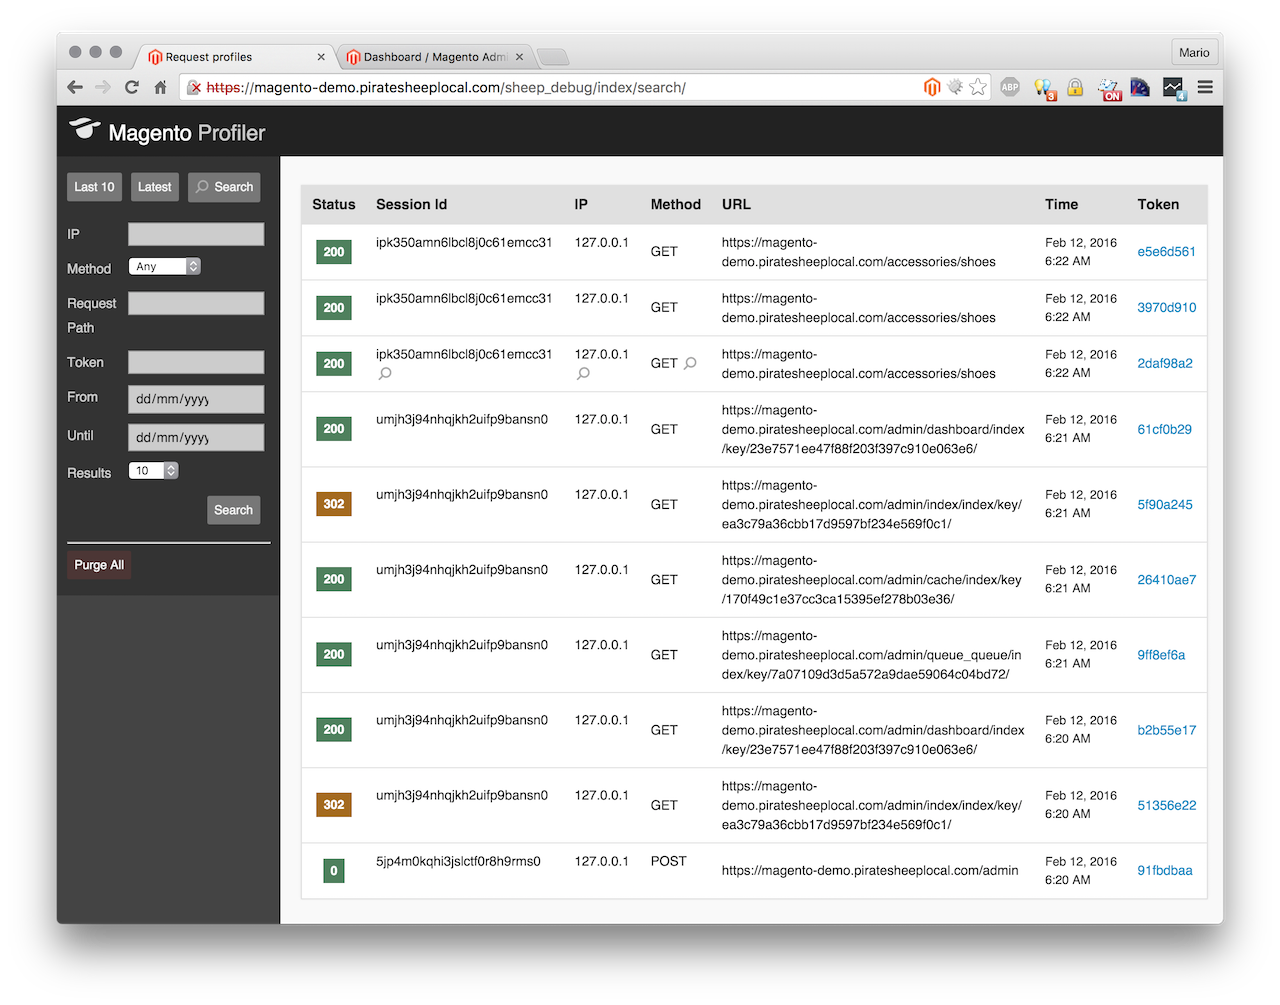 Request profiles
Dashboard / Magento Admi
Mario
https://magento-demo.piratesheeplocal.com/sheep_debug/index/search/
ABP
3
ON
4
Magento Profiler
Last 10
Latest
Search
IP
Method
Any
Request
Path
Token
From
dd/mm/yyyy
Until
dd/mm/yyyy
Results
10
Search
Purge All
Status Session Id IP Method URL Time Token
200 ipk350amn6lbcl8j0c61emcc31 127.0.0.1 GET https://magento- Feb 12, 2016 e5e6d561
demo.piratesheeplocal.com/accessories/shoes 6:22 AM
200 ipk350amn6lbcl8j0c61emcc31 127.0.0.1 GET https://magento- Feb 12, 2016 3970d910
demo.piratesheeplocal.com/accessories/shoes 6:22 AM
200 ipk350amn6lbcl8j0c61emcc31 127.0.0.1 GET https://magento- Feb 12, 2016 2daf98a2
demo.piratesheeplocal.com/accessories/shoes 6:22 AM
200 umjh3j94nhqjkh2uifp9bansn0 127.0.0.1 GET https://magento- Feb 12, 2016 61cf0b29
demo.piratesheeplocal.com/admin/dashboard/index 6:21 AM
/key/23e7571ee47f88f203f397c910e063e6/
302 umjh3j94nhqjkh2uifp9bansn0 127.0.0.1 GET https://magento- Feb 12, 2016 5f90a245
demo.piratesheeplocal.com/admin/index/index/key/ 6:21 AM
ea3c79a36cbb17d9597bf234e569f0c1/
200 umjh3j94nhqjkh2uifp9bansn0 127.0.0.1 GET https://magento- Feb 12, 2016 26410ae7
demo.piratesheeplocal.com/admin/cache/index/key 6:21 AM
/170f49c1e37cc3ca15395ef278b03e36/
200 umjh3j94nhqjkh2uifp9bansn0 127.0.0.1 GET https://magento- Feb 12, 2016 9ff8ef6a
demo.piratesheeplocal.com/admin/queue_queue/in 6:21 AM
dex/key/7a07109d3d5a572a9dae59064c04bd72/
200 umjh3j94nhqjkh2uifp9bansn0 127.0.0.1 GET https://magento- Feb 12, 2016 b2b55e17
demo.piratesheeplocal.com/admin/dashboard/index 6:20 AM
/key/23e7571ee47f88f203f397c910e063e6/
302 umjh3j94nhqjkh2uifp9bansn0 127.0.0.1 GET https://magento- Feb 12, 2016 51356e22
demo.piratesheeplocal.com/admin/index/index/key/ 6:20 AM
ea3c79a36cbb17d9597bf234e569f0c1/
0 5jp4m0kqhi3jslctf0r8h9rms0 127.0.0.1 POST https://magento-demo.piratesheeplocal.com/admin Feb 12, 2016 91fbdbaa
6:20 AM